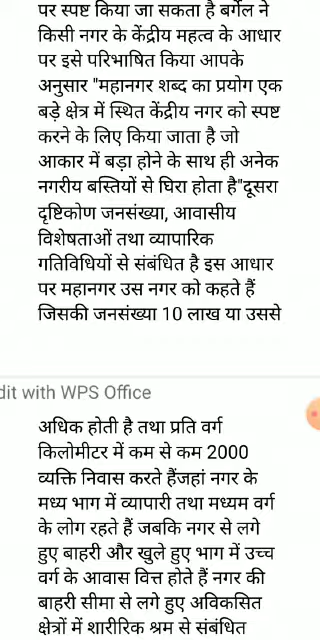 पर स्पष्ट किया जा सकता है बर्गेल ने
किसी नगर के केंद्रीय महत्व के आधार
पर इसे परिभाषित किया आपके
अनुसार "महानगर शब्द का प्रयोग एक
बड़े क्षेत्र में स्थित केंद्रीय नगर को स्पष्ट
करने के लिए किया जाता है जो
आकार में बड़ा होने के साथ ही अनेक
नगरीय बस्तियों से घिरा होता है"दूसरा
दृष्टिकोण जनसंख्या, आवासीय
विशेषताओं तथा व्यापारिक
गतिविधियों से संबंधित है इस आधार
पर महानगर उस नगर को कहते हैं
जिसकी जनसंख्या 10 लाख या उससे
dit with WPS Office
अधिक होती है तथा प्रति वर्ग
किलोमीटर में कम से कम 2000
व्यक्ति निवास करते हैंजहां नगर के
मध्य भाग में व्यापारी तथा मध्यम वर्ग
के लोग रहते हैं जबकि नगर से लगे
हुए बाहरी और खुले हुए भाग में उच्च
वर्ग के आवास वित्त होते हैं नगर की
बाहरी सीमा से लगे हुए अविकसित
क्षेत्रों में शारीरिक श्रम से संबंधित